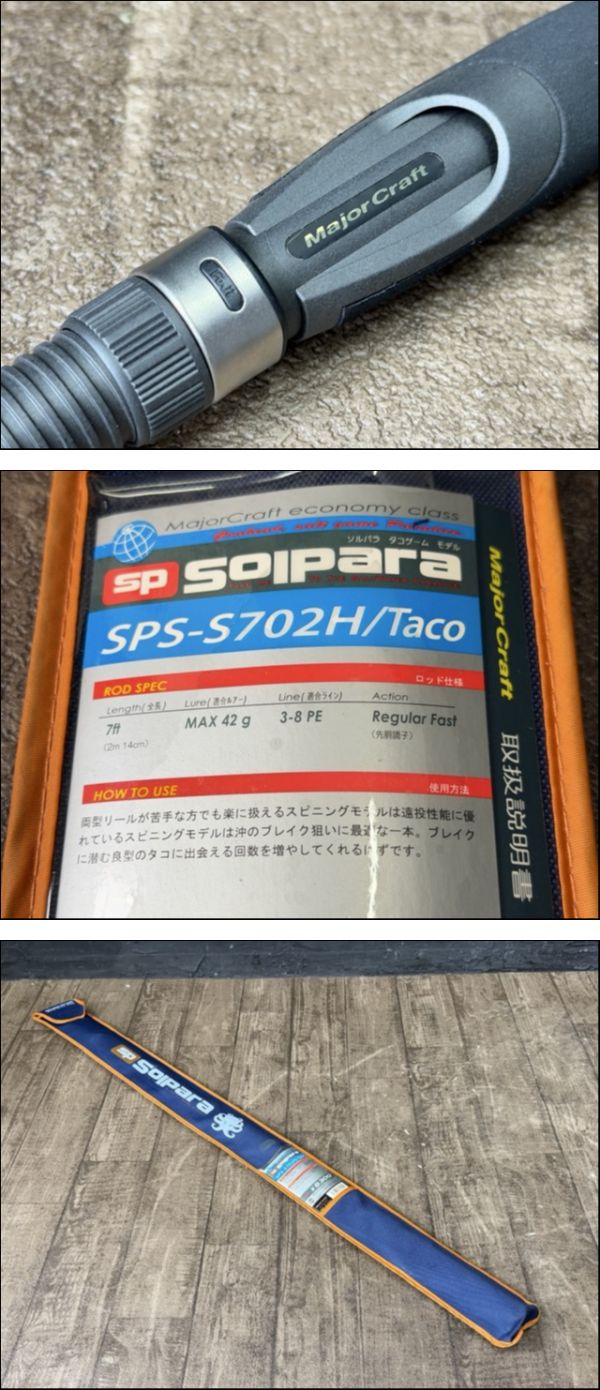 MajorCraft
MajorCraft economy class
ソルパラ タコゲーム モデル
sp Solpara
SPS-S702H/Taco
ROD SPEC ロッド仕様
Length(全長) Lure(適合ルアー) Line(適合ライン) Action
7ft MAX 42 g 3-8 PE Regular Fast
(2m 14cm) (先胴調子)
HOW TO USE 使用方法
両型リールが苦手な方でも楽に扱えるスピニングモデルは遠投性能に優
れているスピニングモデルは沖のブレイク狙いに最適な一本。ブレイク
に潜む良型のタコに出会える回数を増やしてくれるはずです。
MajorCraft 取扱説明書
sp Solpara